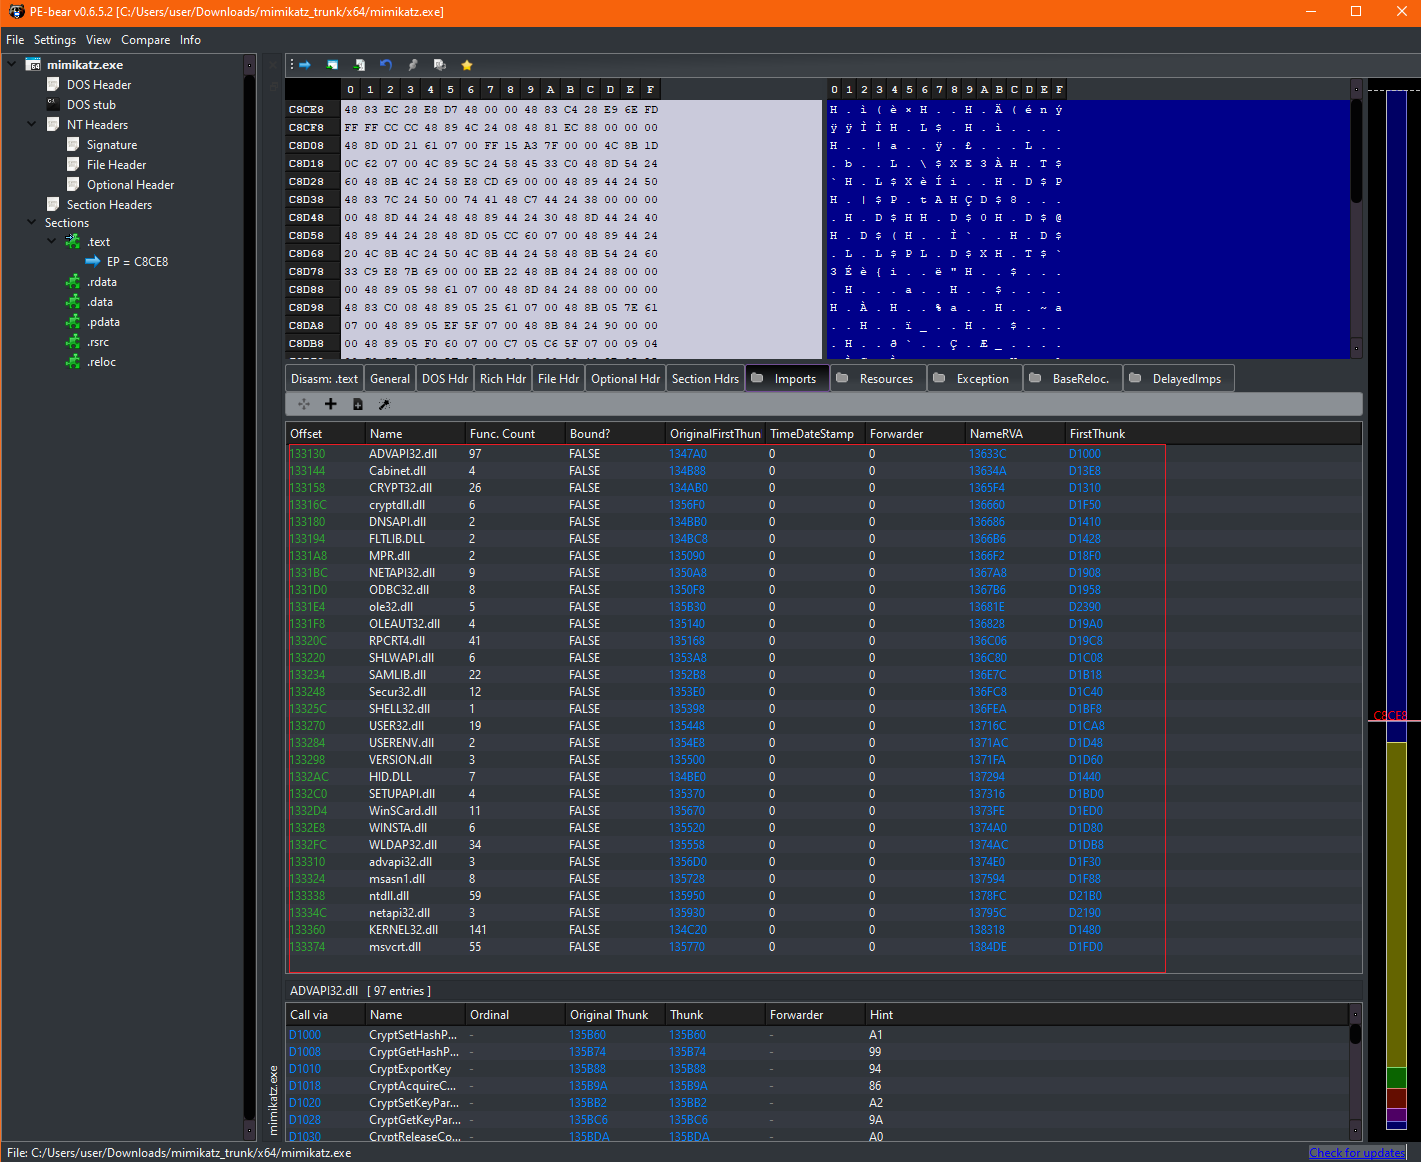 PE-bear v0.6.5.2 [C:/Users/user/Downloads/mimikatz_trunk/x64/mimikatz.exe]
File Settings View Compare Info
mimikatz.exe
DOS Header
DOS stub
NT Headers
Signature
File Header
Optional Header
Section Headers
Sections
.text
EP = C8CE8
.rdata
.data
.pdata
.rsrc
.reloc
mimikatz.exe
0 1 2 3 4 5 6 7 8 9 A B C D E F 0 1 2 3 4 5 6 7 8 9 A B C D E F
C8CE8 48 83 EC 28 E8 D7 48 00 00 48 83 C4 28 E9 6E FD H . ì ( è × H . . H . Ä ( é n ý
C8CF8 FF FF CC CC 48 89 4C 24 08 48 81 EC 88 00 00 00 ÿ ÿ Ì Ì H . L $ . H . ì . . . .
C8D08 48 8D 0D 21 61 07 00 FF 15 A3 7F 00 00 4C 8B 1D H . . ! a . . ÿ . £ . . . L . .
C8D18 0C 62 07 00 4C 89 5C 24 58 45 33 C0 48 8D 54 24 . b . . L . \ $ X E 3 À H . T $
C8D28 60 48 8B 4C 24 58 E8 CD 69 00 00 48 89 44 24 50 ` H . L $ X è Í i . . H . D $ P
C8D38 48 83 7C 24 50 00 74 41 48 C7 44 24 38 00 00 00 H . | $ P . t A H Ç D $ 8 . . .
C8D48 00 48 8D 44 24 48 48 89 44 24 30 48 8D 44 24 40 . H . D $ H H . D $ 0 H . D $ @
C8D58 48 89 44 24 28 48 8D 05 CC 60 07 00 48 89 44 24 H . D $ ( H . . Ì ` . . H . D $
C8D68 20 4C 8B 4C 24 50 4C 8B 44 24 58 48 8B 54 24 60 . L . L $ P L . D $ X H . T $ `
C8D78 33 C9 E8 7B 69 00 00 EB 22 48 8B 84 24 88 00 00 3 É è { i . . ë " H . . $ . . .
C8D88 00 48 89 05 98 61 07 00 48 8D 84 24 88 00 00 00 . H . . . a . . H . . $ . . . .
C8D98 48 83 C0 08 48 89 05 25 61 07 00 48 8B 05 7E 61 H . À . H . . % a . . H . . ~ a
C8DA8 07 00 48 89 05 EF 5F 07 00 48 8B 84 24 90 00 00 . . H . . ï _ . . H . . $ . . .
C8DB8 00 48 89 05 F0 60 07 00 C7 05 C6 5F 07 00 09 04 . H . . ð ` . . Ç . Æ _ . . . .
Disasm: .text General DOS Hdr Rich Hdr File Hdr Optional Hdr Section Hdrs Imports Resources Exception BaseReloc. DelayedImps
Offset Name Func. Count Bound? OriginalFirstThun TimeDateStamp Forwarder NameRVA FirstThunk
133130 ADVAPI32.dll 97 FALSE 1347A0 0 0 13633C D1000
133144 Cabinet.dll 4 FALSE 134B88 0 0 13634A D13E8
133158 CRYPT32.dll 26 FALSE 134AB0 0 0 1365F4 D1310
13316C cryptdll.dll 6 FALSE 1356F0 0 0 136660 D1F50
133180 DNSAPI.dll 2 FALSE 134BB0 0 0 136686 D1410
133194 FLTLIB.DLL 2 FALSE 134BC8 0 0 1366B6 D1428
1331A8 MPR.dll 2 FALSE 135090 0 0 1366F2 D18F0
1331BC NETAPI32.dll 9 FALSE 1350A8 0 0 1367A8 D1908
1331D0 ODBC32.dll 8 FALSE 1350F8 0 0 1367B6 D1958
1331E4 ole32.dll 5 FALSE 135B30 0 0 13681E D2390
1331F8 OLEAUT32.dll 4 FALSE 135140 0 0 136828 D19A0
13320C RPCRT4.dll 41 FALSE 135168 0 0 136C06 D19C8
133220 SHLWAPI.dll 6 FALSE 1353A8 0 0 136C80 D1C08
133234 SAMLIB.dll 22 FALSE 1352B8 0 0 136E7C D1B18
133248 Secur32.dll 12 FALSE 1353E0 0 0 136FC8 D1C40
13325C SHELL32.dll 1 FALSE 135398 0 0 136FEA D1BF8
133270 USER32.dll 19 FALSE 135448 0 0 13716C D1CA8
133284 USERENV.dll 2 FALSE 1354E8 0 0 1371AC D1D48
133298 VERSION.dll 3 FALSE 135500 0 0 1371FA D1D60
1332AC HID.DLL 7 FALSE 134BE0 0 0 137294 D1440
1332C0 SETUPAPI.dll 4 FALSE 135370 0 0 137316 D1BD0
1332D4 WinSCard.dll 11 FALSE 135670 0 0 1373FE D1ED0
1332E8 WINSTA.dll 6 FALSE 135520 0 0 1374A0 D1D80
1332FC WLDAP32.dll 34 FALSE 135558 0 0 1374AC D1DB8
133310 advapi32.dll 3 FALSE 1356D0 0 0 1374E0 D1F30
133324 msasn1.dll 8 FALSE 135728 0 0 137594 D1F88
133338 ntdll.dll 59 FALSE 135950 0 0 1378FC D21B0
13334C netapi32.dll 3 FALSE 135930 0 0 13795C D2190
133360 KERNEL32.dll 141 FALSE 134C20 0 0 138318 D1480
133374 msvcrt.dll 55 FALSE 135770 0 0 1384DE D1FD0
C8CE8
ADVAPI32.dll [ 97 entries ]
Call via Name Ordinal Original Thunk Thunk Forwarder Hint
D1000 CryptSetHashP... - 135B60 135B60 - A1
D1008 CryptGetHashP... - 135B74 135B74 - 99
D1010 CryptExportKey - 135B88 135B88 - 94
D1018 CryptAcquireC... - 135B9A 135B9A - 86
D1020 CryptSetKeyPar... - 135BB2 135BB2 - A2
D1028 CryptGetKeyPar... - 135BC6 135BC6 - 9A
D1030 CryptReleaseCo... - 135BDA 135BDA - A0
File: C:/Users/user/Downloads/mimikatz_trunk/x64/mimikatz.exe
Check for updates